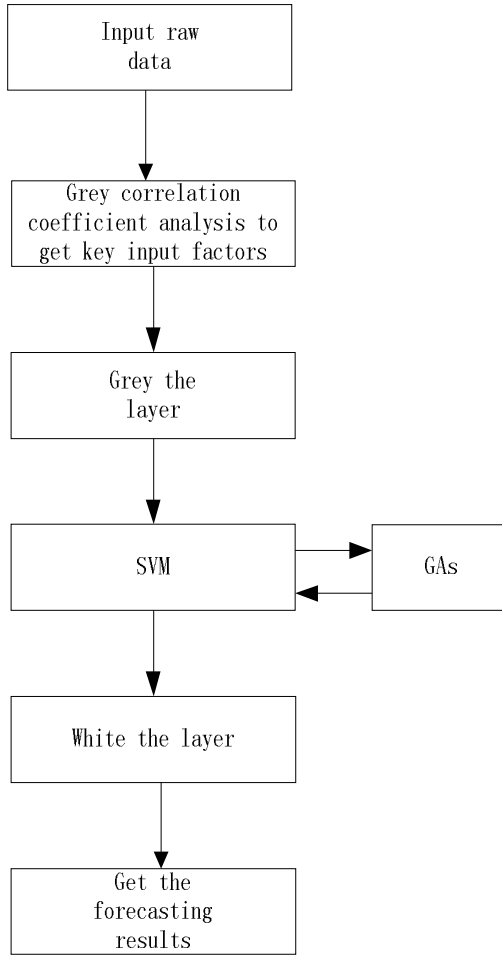 Input raw
data
Grey correlation
coefficient analysis to
get key input factors
Grey the
layer
SVM
GAs
White the layer
Get the
forecasting
results